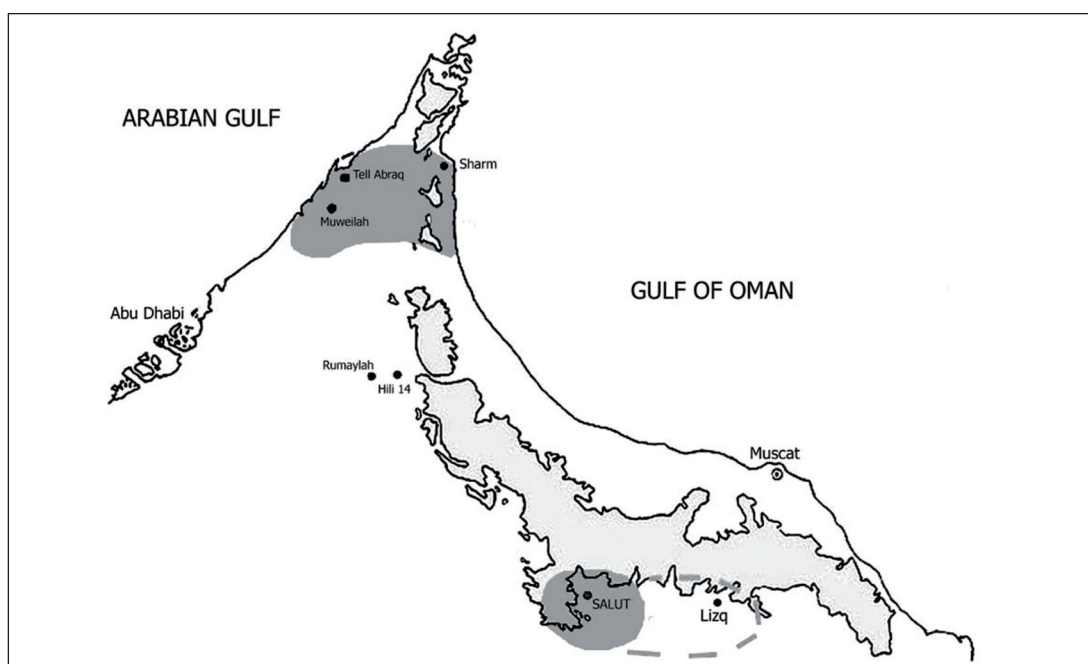 ARABIAN GULF
Sharm
Tell Abraq
Muweilah
GULF OF OMAN
Abu Dhabi
Rumaylah
Hili 14
Muscat
SALUT
Lizq